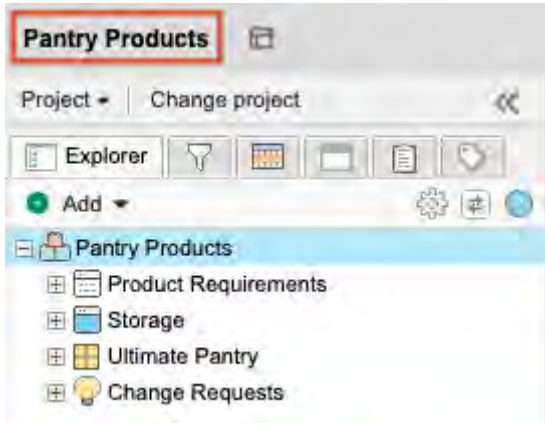 Pantry Products
Project Change project
Explorer
Add
Pantry Products
Product Requirements
Storage
Ultimate Pantry
Change Requests